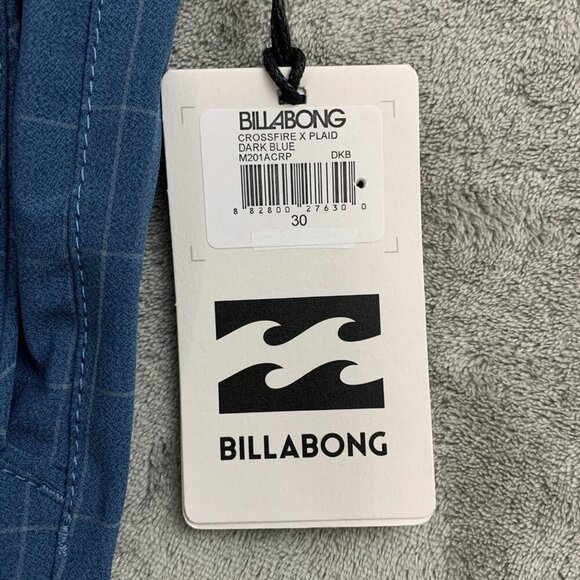 BILLABONG
CROSSFIRE X PLAID
DARK BLUE
M201ACRP DKB
8 82800 27630 0
30
BILLABONG